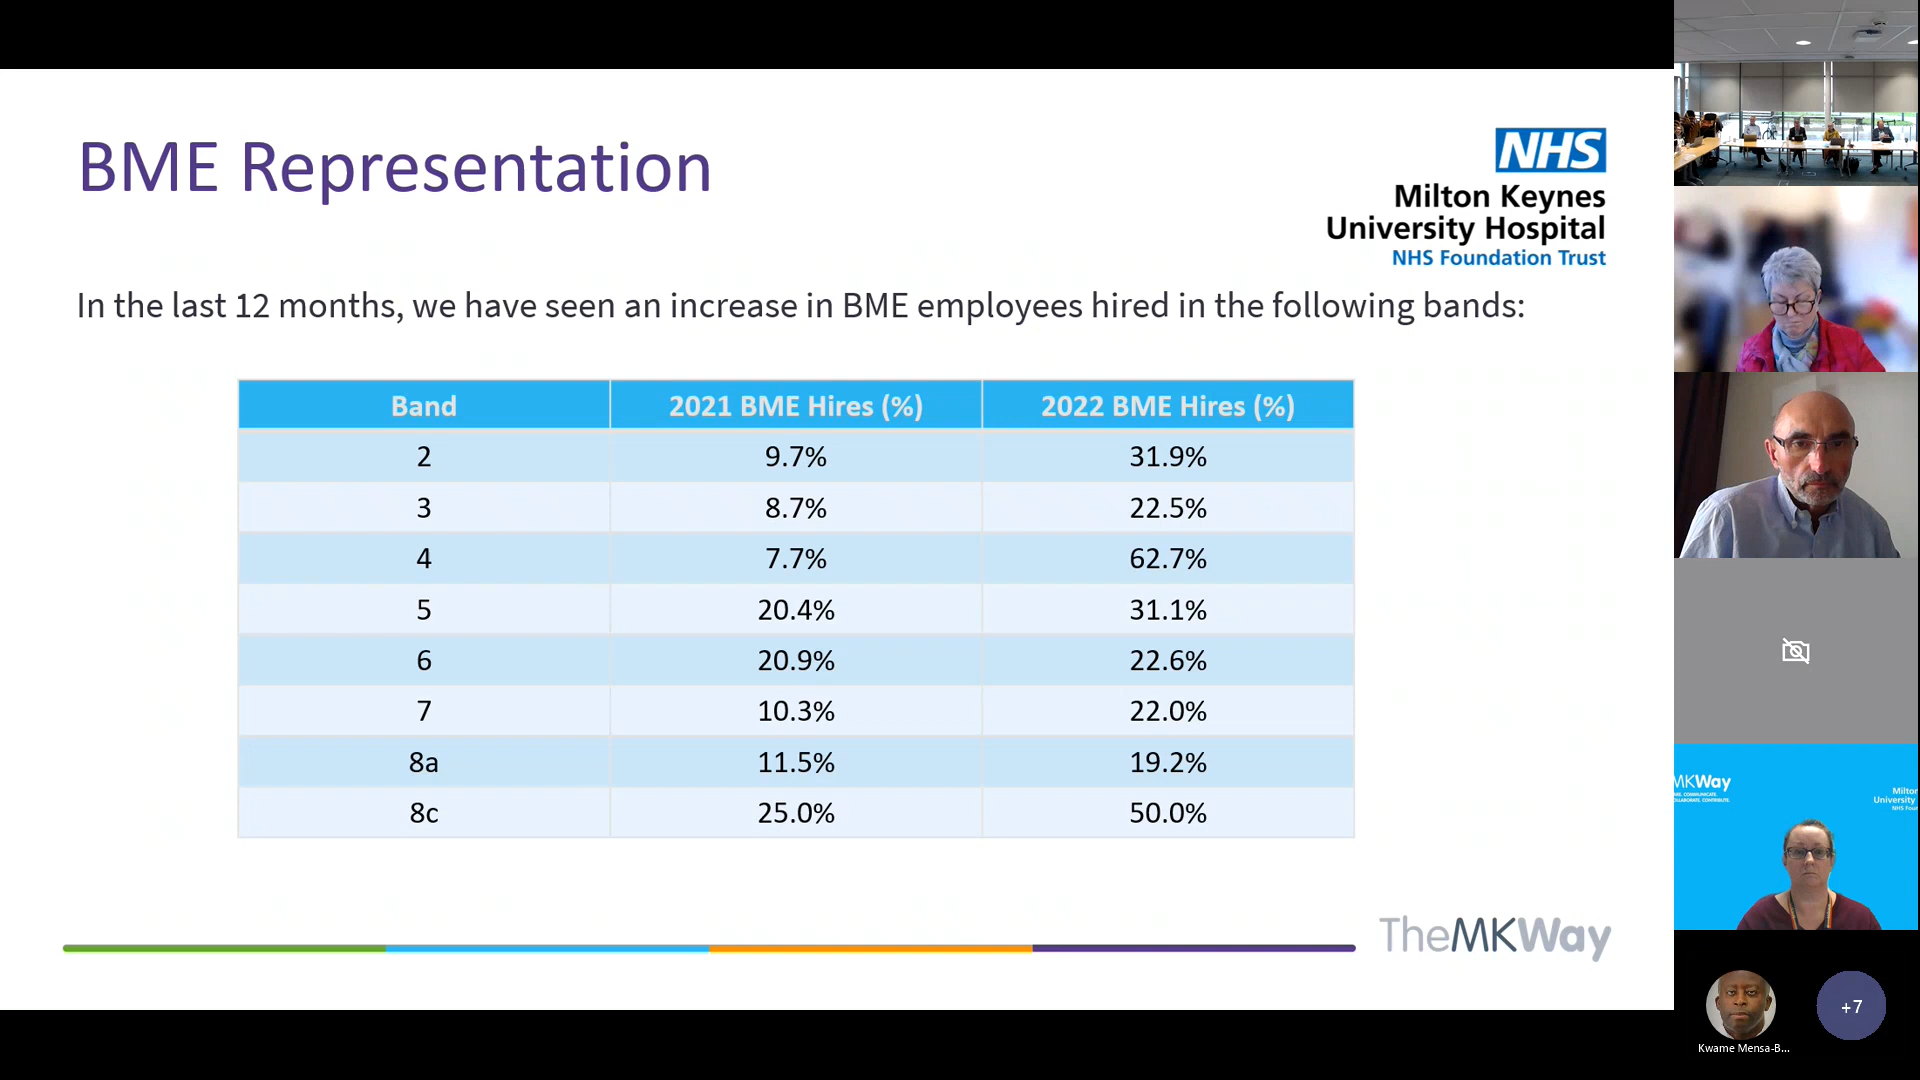 BME Representation
NHS
Milton Keynes
University Hospital
NHS Foundation Trust
In the last 12 months, we have seen an increase in BME employees hired in the following bands:
Band 2021 BME Hires (%) 2022 BME Hires (%)
2 9.7% 31.9%
3 8.7% 22.5%
4 7.7% 62.7%
5 20.4% 31.1%
6 20.9% 22.6%
7 10.3% 22.0%
8a 11.5% 19.2%
8c 25.0% 50.0%
TheMKWay
MKWay
Milton
University
+7
Kwame Mensa-B...